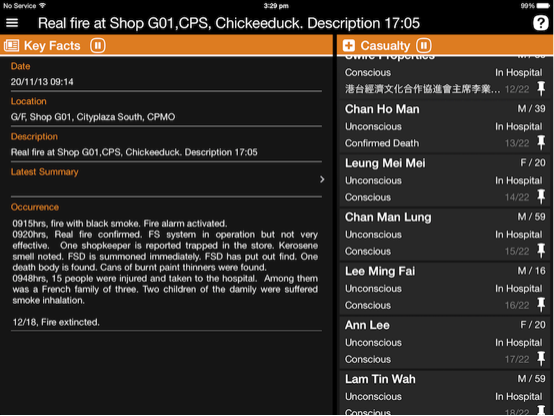 No Service
3:29 pm
Real fire at Shop G01,CPS, Chickeeduck. Description 17:05
?
Key Facts
Date
20/11/13 09:14
Location
G/F, Shop G01, Cityplaza South, CPMO
Description
Real fire at Shop G01,CPS, Chickeeduck. Description 17:05
Latest Summary
Occurrence
0915hrs, fire with black smoke. Fire alarm activated.
0920hrs, Real fire confirmed. FS system in operation but not very
effective. One shopkeeper is reported trapped in the store. Kerosene
smell noted. FSD is summoned immediately. FSD has put out find. One
death body is found. Cans of burnt paint thinners were found.
0948hrs, 15 people were injured and taken to the hospital. Among them
was a French family of three. Two children of the damily were suffered
smoke inhalation.
12/18, Fire extincted.
Casualty
Swire Properties
Conscious In Hospital
港台經濟文化合作協進會主席李業... 12/22
Chan Ho Man M / 39
Unconscious In Hospital
Confirmed Death 13/22
Leung Mei Mei F / 20
Unconscious In Hospital
Conscious 14/22
Chan Man Lung M / 59
Unconscious In Hospital
Conscious 15/22
Lee Ming Fai M / 16
Unconscious In Hospital
Conscious 16/22
Ann Lee F / 20
Unconscious In Hospital
Conscious 17/22
Lam Tin Wah M / 59
Unconscious In Hospital
Conscious 18/22